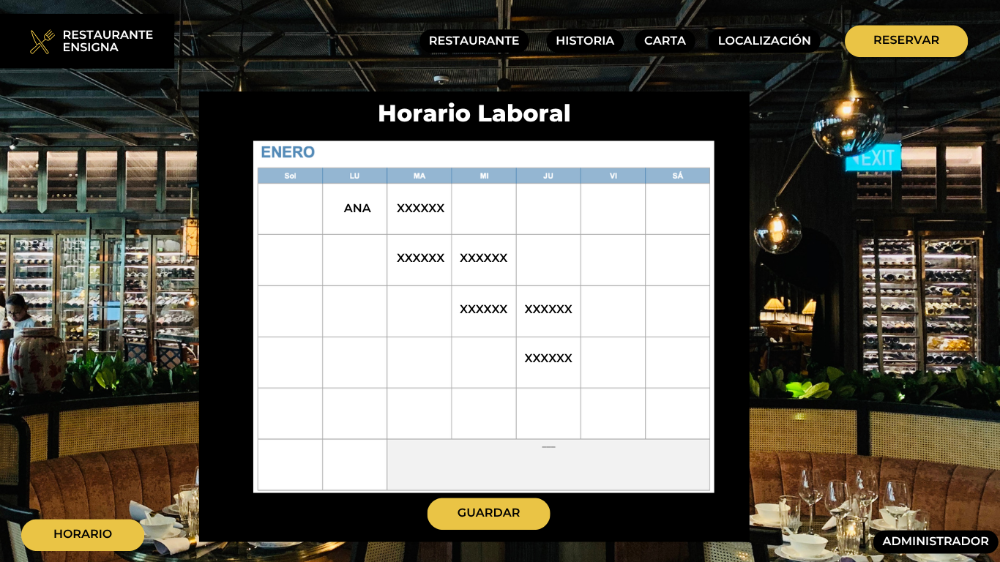 RESTAURANTE
ENSIGNA
RESTAURANTE
HISTORIA
CARTA
LOCALIZACIÓN
RESERVAR
EXIT
Horario Laboral
ENERO
Sol LU MA MI JU VI SÁ
ANA XXXXXX
XXXXXX XXXXXX
XXXXXX XXXXXX
XXXXXX
GUARDAR
HORARIO
ADMINISTRADOR